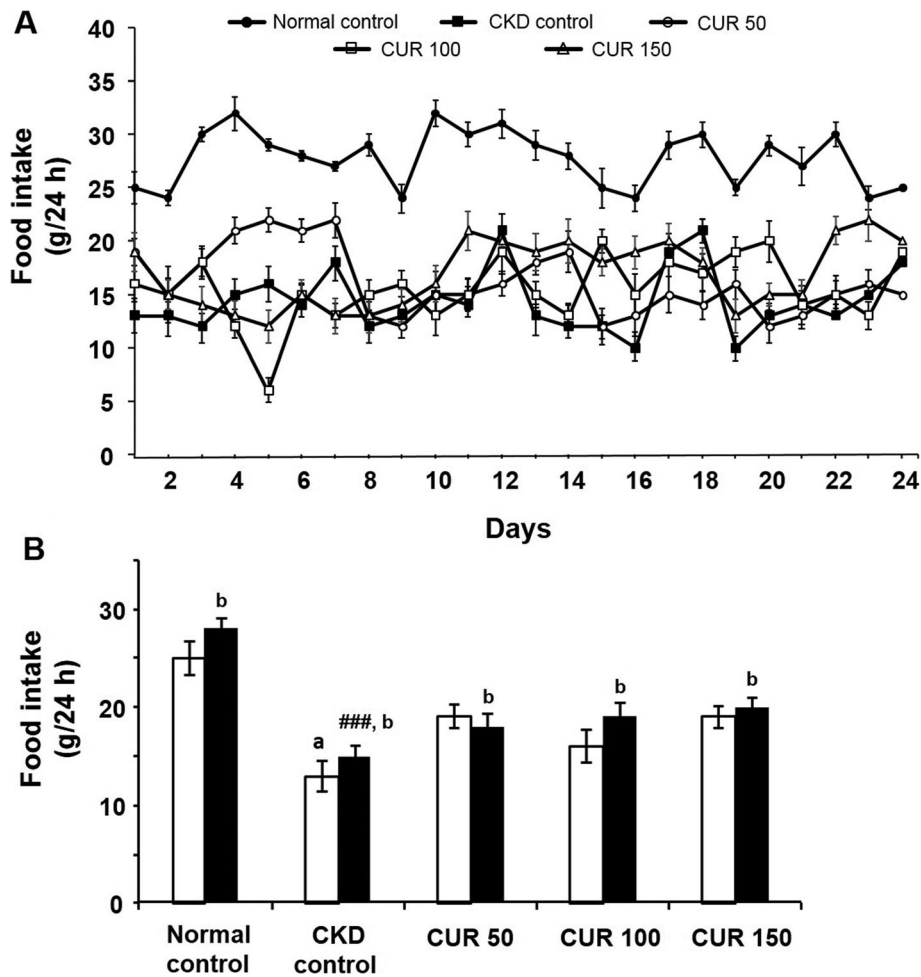 A
Normal control CKD control CUR 50
CUR 100 CUR 150
Food intake
(g/24 h)
40
35
30
25
20
15
10
5
0
2 4 6 8 10 12 14 16 18 20 22 24
Days
B
Food intake
(g/24 h)
30
20
10
0
b
a
###, b
b
b
b
Normal
control
CKD
control
CUR 50
CUR 100
CUR 150